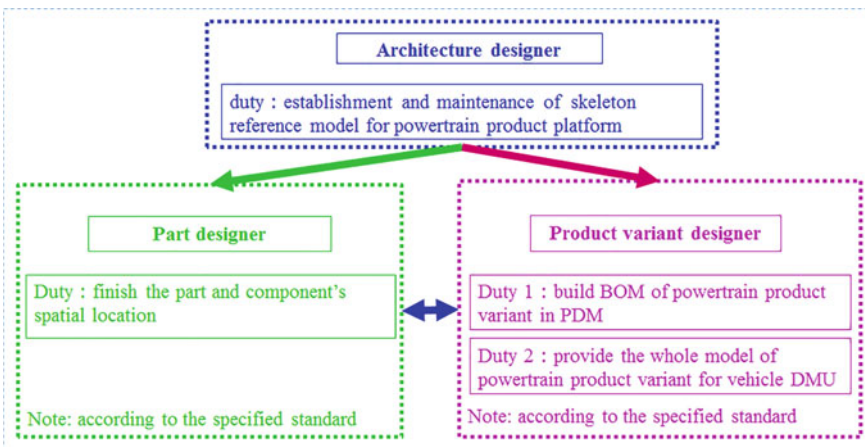 Architecture designer
duty : establishment and maintenance of skeleton
reference model for powertrain product platform
Part designer
Duty : finish the part and component's
spatial location
Note: according to the specified standard
Product variant designer
Duty 1 : build BOM of powertrain product
variant in PDM
Duty 2 : provide the whole model of
powertrain product variant for vehicle DMU
Note: according to the specified standard